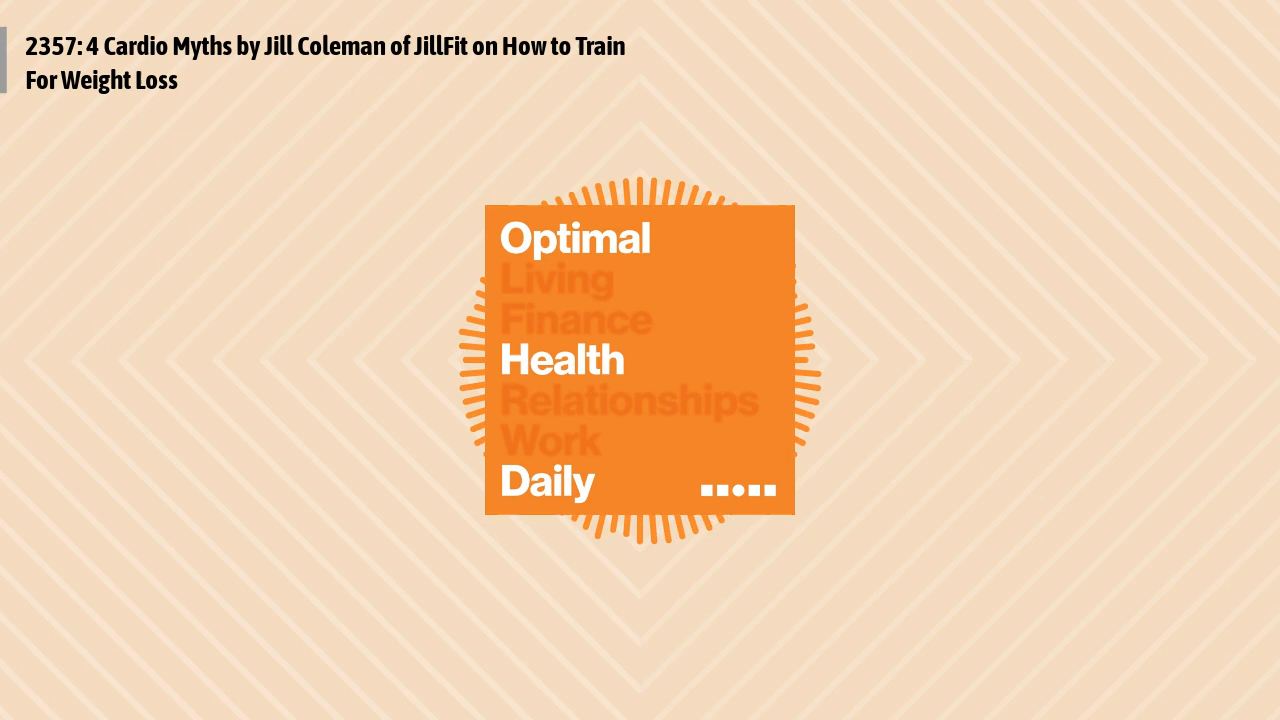 2357: 4 Cardio Myths by Jill Coleman of JillFit on How to Train
For Weight Loss
Optimal
Living
Finance
Health
Relationships
Work
Daily